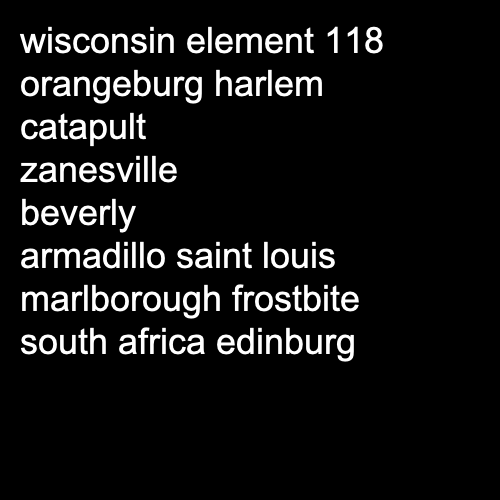 wisconsin element 118
orangeburg harlem
catapult
zanesville
beverly
armadillo saint louis
marlborough frostbite
south africa edinburg